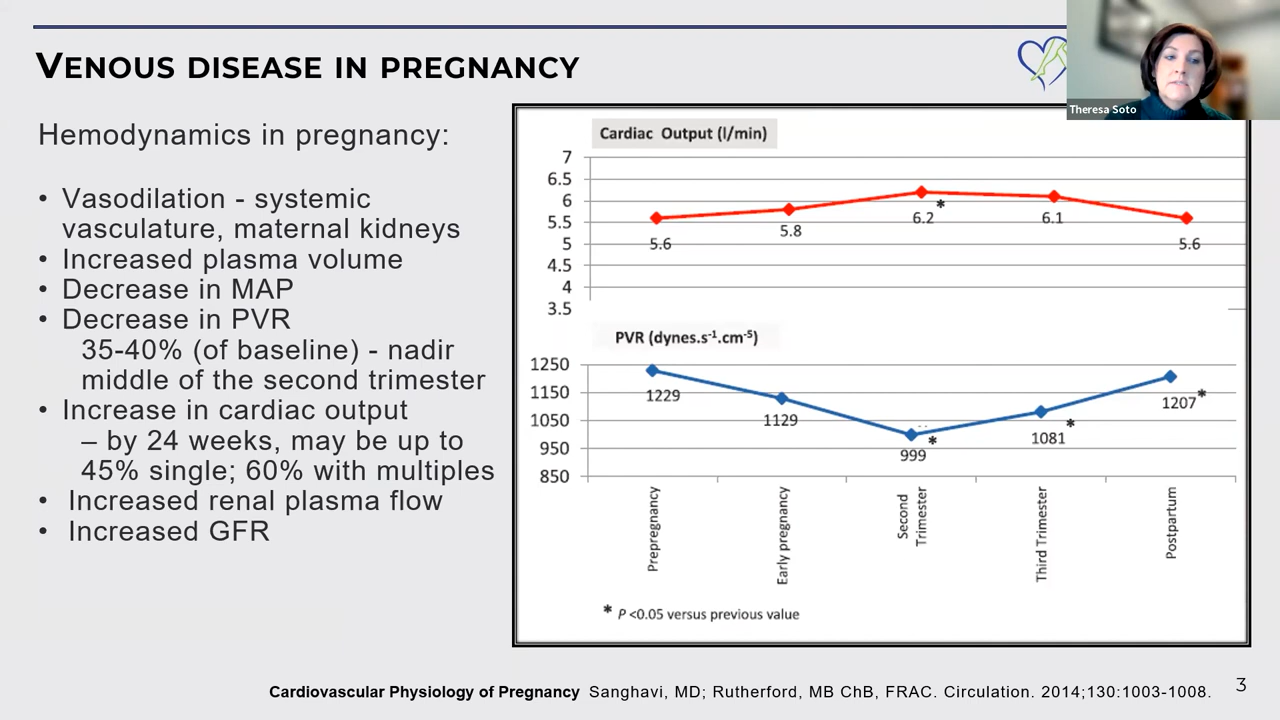 VENOUS DISEASE IN PREGNANCY
Theresa Soto
Hemodynamics in pregnancy:
• Vasodilation - systemic
vasculature, maternal kidneys
• Increased plasma volume
• Decrease in MAP
• Decrease in PVR
35-40% (of baseline) - nadir
middle of the second trimester
• Increase in cardiac output
– by 24 weeks, may be up to
45% single; 60% with multiples
• Increased renal plasma flow
• Increased GFR
Cardiac Output (l/min)
7
6.5
6
5.5
5
4.5
4
3.5
5.6
5.8
6.2 *
6.1
5.6
PVR (dynes.s-1.cm-5)
1250
1150
1050
950
850
1229
1129
999 *
1081 *
1207 *
Prepregnancy
Early pregnancy
Second
Trimester
Third Trimester
Postpartum
* P <0.05 versus previous value
Cardiovascular Physiology of Pregnancy Sanghavi, MD; Rutherford, MB ChB, FRAC. Circulation. 2014;130:1003-1008.
3